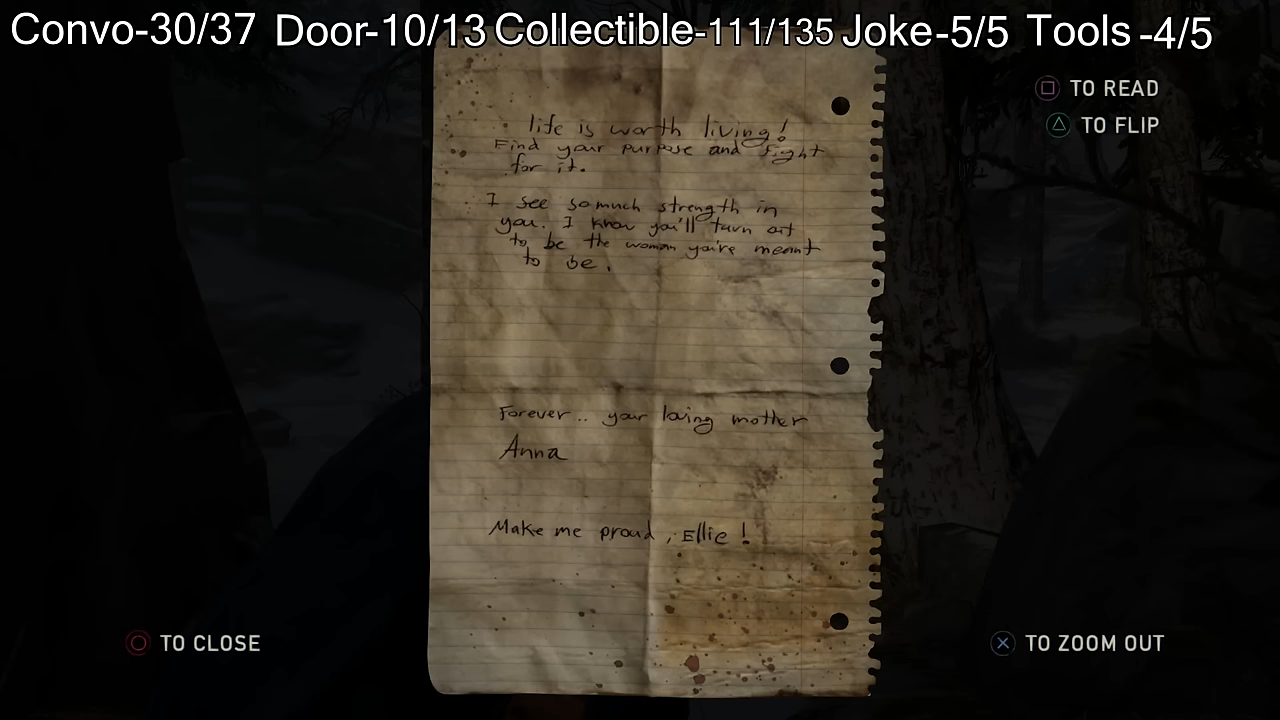 Convo-30/37 Door-10/13 Collectible-111/135 Joke-5/5 Tools -4/5
TO READ
TO FLIP
life is worth living!
Find your purpose and fight
for it.
I see somuch strength in
you. I know you'll turn out
to be the woman you're meant
to be.
Forever.. your loving mother
Anna
Make me proud, Ellie!
TO CLOSE
TO ZOOM OUT